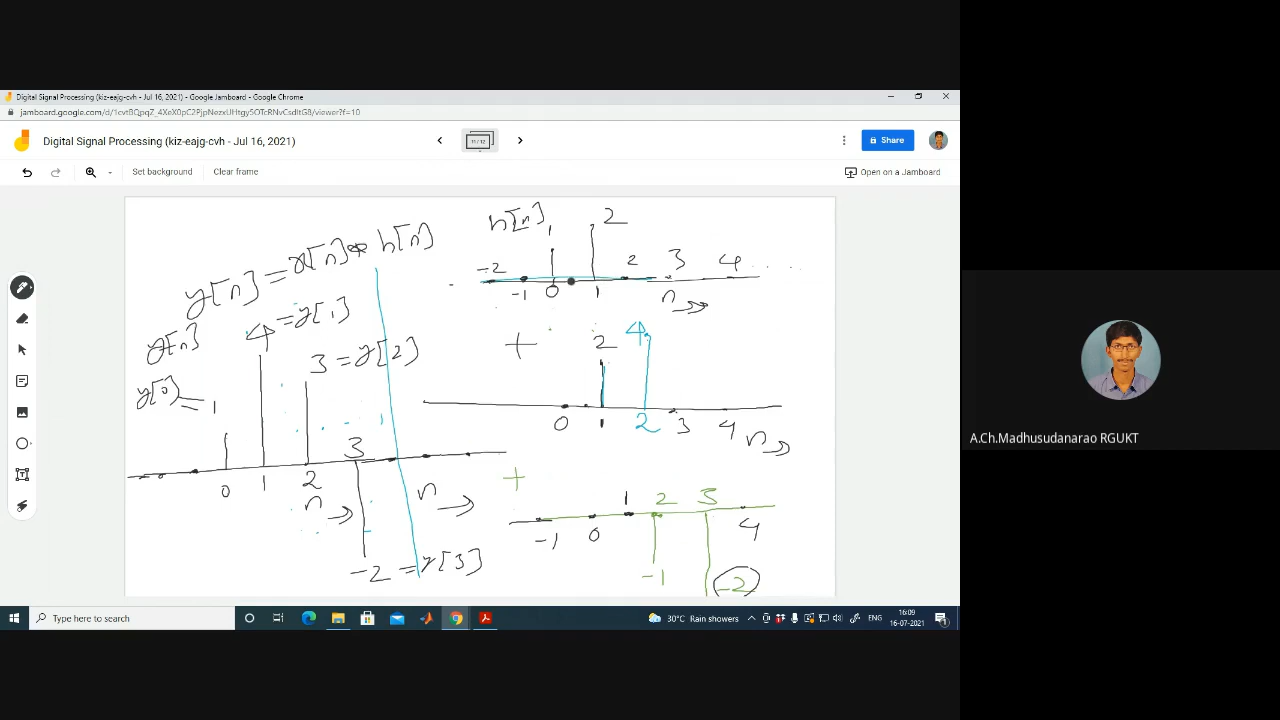 Digital Signal Processing (kiz-eajg-cvh - Jul 16, 2021) - Google Jamboard - Google Chrome
Digital Signal Processing (kiz-eajg-cvh - Jul 16, 2021)
11 / 12
Share
Set background
Clear frame
Open on a Jamboard
y[n] = x[n] * h[n]
y[n]
4 = y[1]
3 = y[2]
y[0] = 1
3
0 1 2
n
n
-2 = y[3]
h[n]
1
2
-2 -1 0 1 2 3 4
n
+
2
4
0 1 2 3 4 n
+
-1 0 1 2 3 4
-1
-2
A.Ch.Madhusudanarao RGUKT
Type here to search
30°C Rain showers
ENG
16:09
16-07-2021